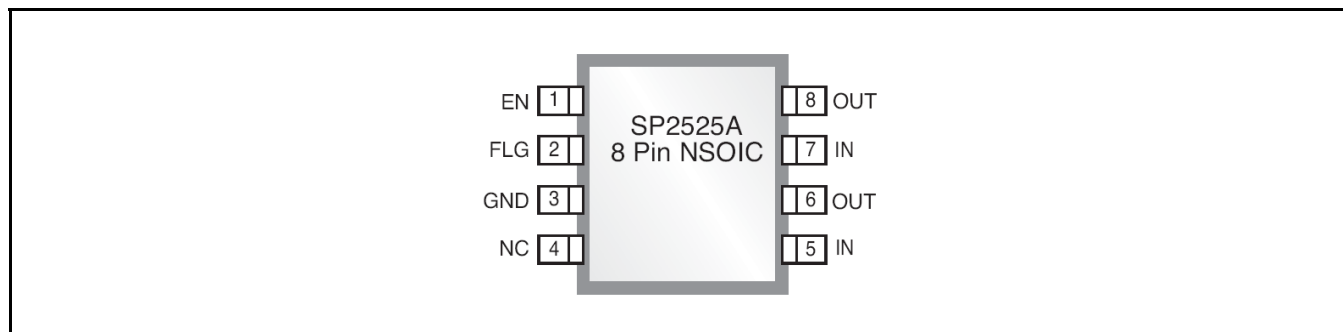 EN 1
FLG 2
GND 3
NC 4
SP2525A
8 Pin NSOIC
8 OUT
7 IN
6 OUT
5 IN